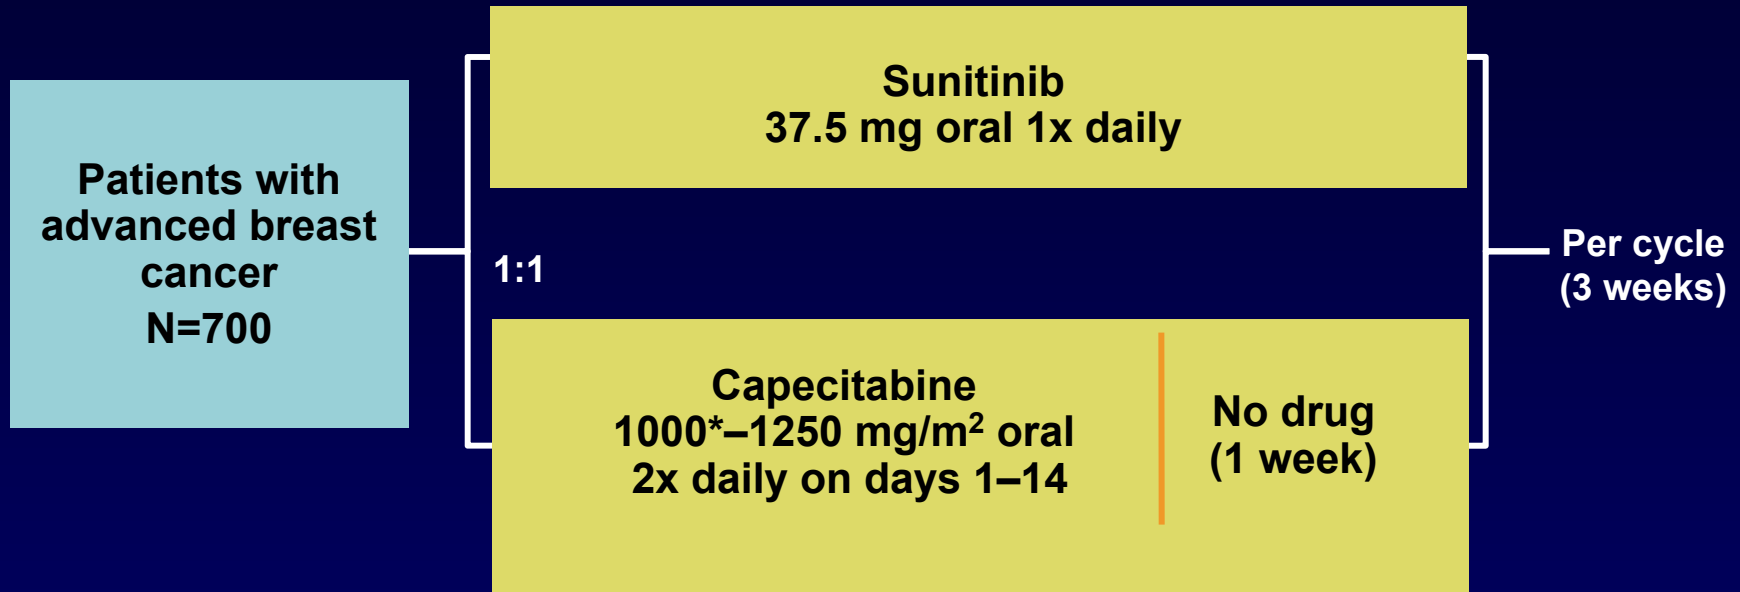 Patients with
advanced breast
cancer
N=700
1:1
Sunitinib
37.5 mg oral 1x daily
Capecitabine
1000*–1250 mg/m² oral
2x daily on days 1–14
No drug
(1 week)
Per cycle
(3 weeks)